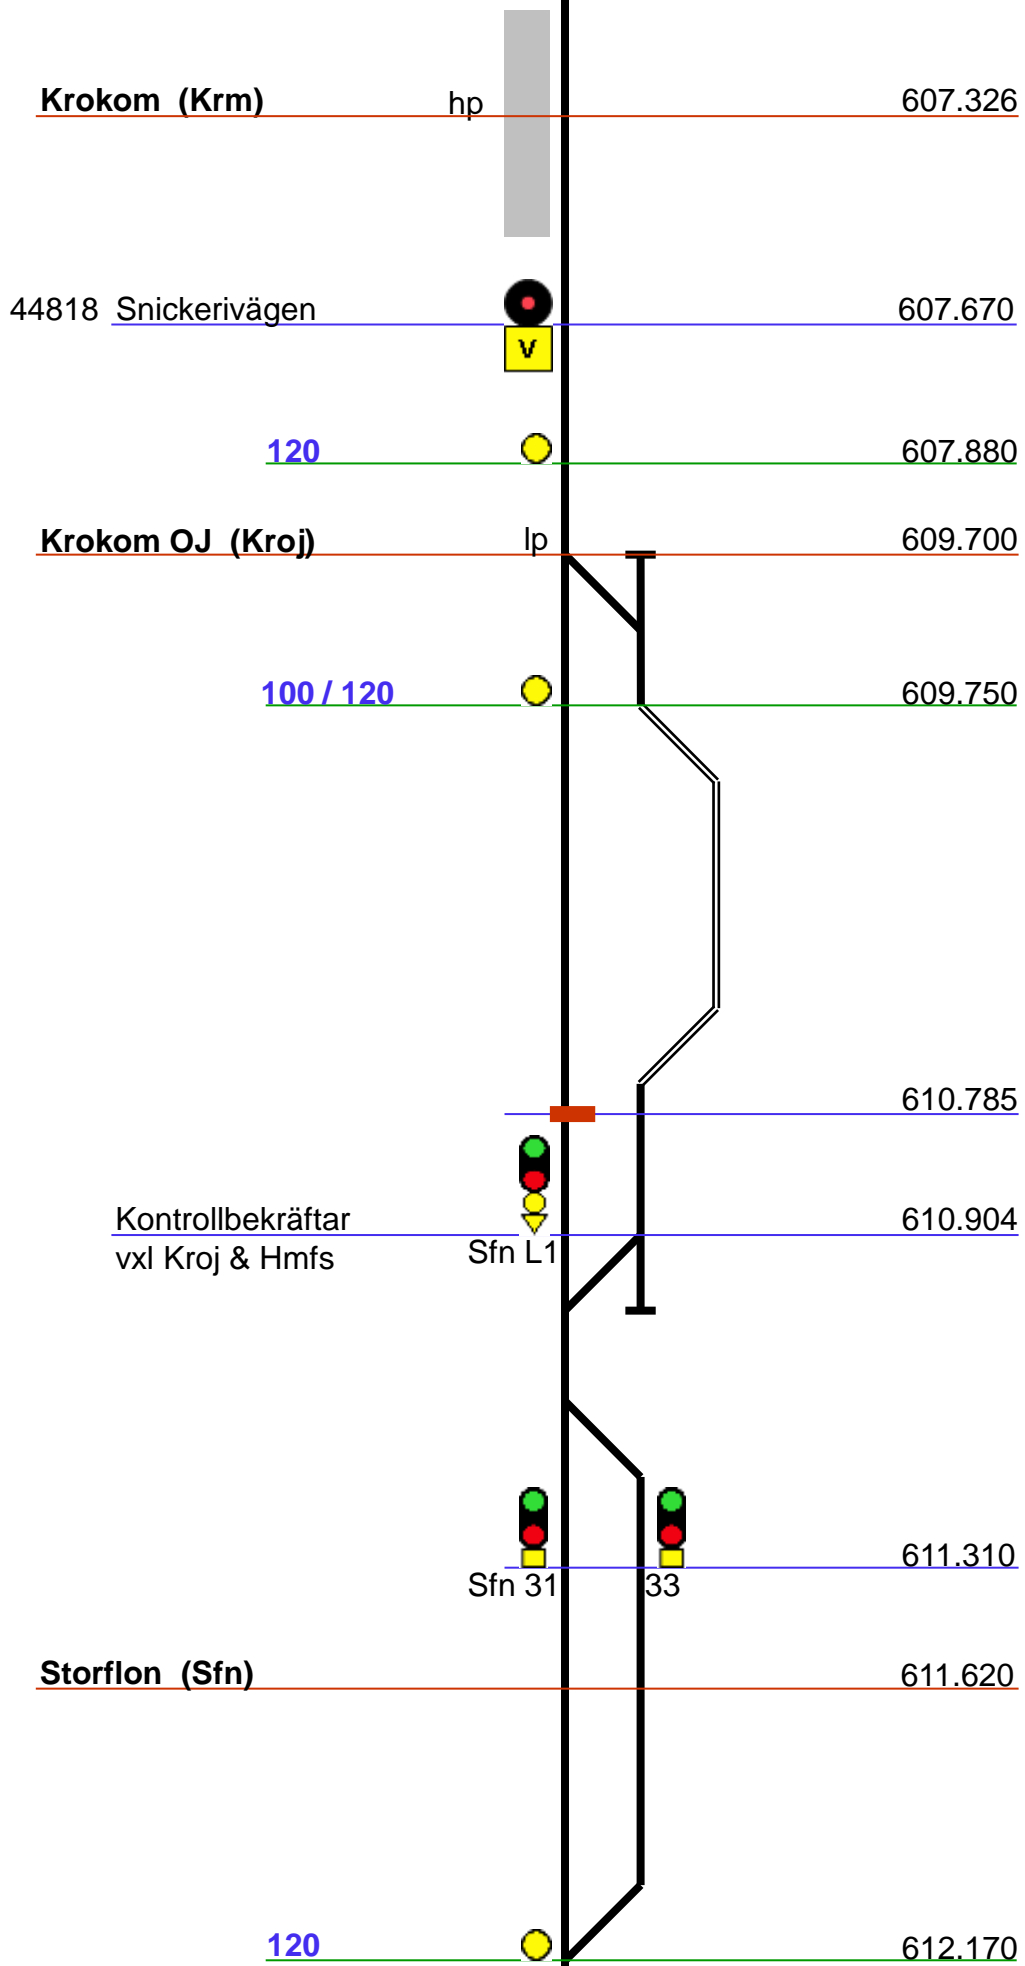 Krokom (Krm) hp 607.326
44818 Snickerivägen 607.670
V
120 607.880
Krokom OJ (Kroj) lp 609.700
100 / 120 609.750
610.785
Kontrollbekräftar 610.904
vxl Kroj & Hmfs Sfn L1
611.310
Sfn 31 33
Storflon (Sfn) 611.620
120 612.170